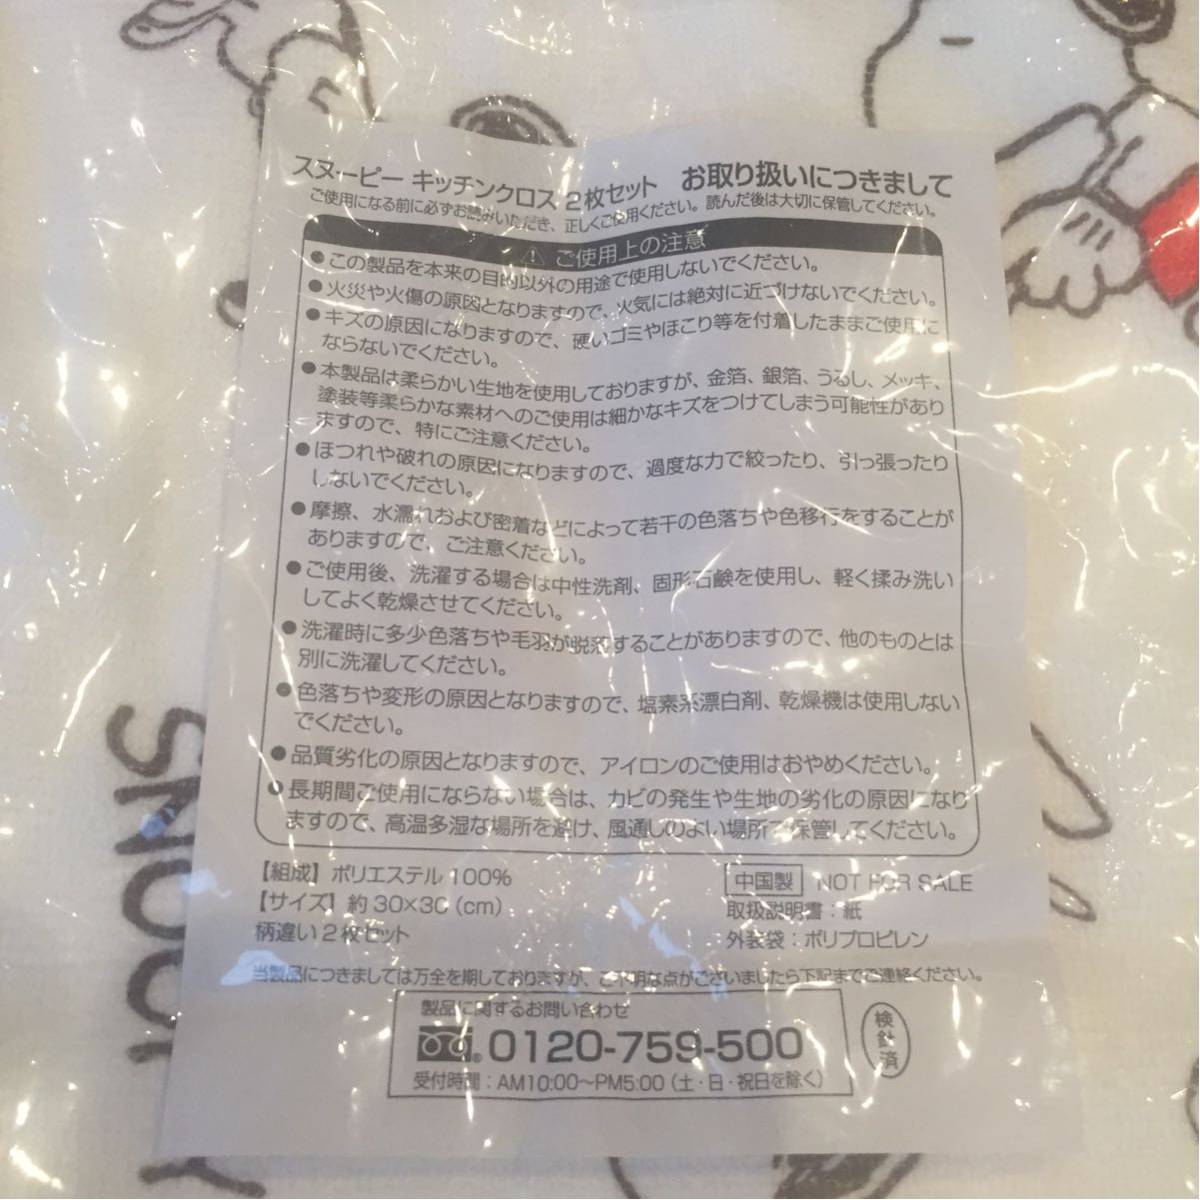 スヌーピー キッチンクロス 2枚セット お取り扱いにつきまして
ご使用になる前に必ずお読みいただき、正しくご使用ください。読んだ後は大切に保管してください。
⚠ ご使用上の注意
●この製品を本来の目的以外の用途で使用しないでください。
●火災や火傷の原因となりますので、火気には絶対に近づけないでください。
●キズの原因になりますので、硬いゴミやほこり等を付着したままご使用に
ならないでください。
●本製品は柔らかい生地を使用しておりますが、金箔、銀箔、うるし、メッキ、
塗装等柔らかな素材へのご使用は細かなキズをつけてしまう可能性があり
ますので、特にご注意ください。
●ほつれや破れの原因になりますので、過度な力で絞ったり、引っ張ったり
しないでください。
●摩擦、水濡れおよび密着などによって若干の色落ちや色移行をすることが
ありますので、ご注意ください。
●ご使用後、洗濯する場合は中性洗剤、固形石鹸を使用し、軽く揉み洗い
してよく乾燥させてください。
●洗濯時に多少色落ちや毛羽が脱落することがありますので、他のものとは
別に洗濯してください。
●色落ちや変形の原因となりますので、塩素系漂白剤、乾燥機は使用しない
でください。
●品質劣化の原因となりますので、アイロンのご使用はおやめください。
●長期間ご使用にならない場合は、カビの発生や生地の劣化の原因になり
ますので、高温多湿な場所を避け、風通しのよい場所で保管してください。
【組成】ポリエステル 100%
【サイズ】約 30×30 (cm)
柄違い2枚セット
中国製 NOT FOR SALE
取扱説明書：紙
外装袋：ポリプロピレン
当製品につきましては万全を期しておりますが、ご不明な点がございましたら下記までご連絡ください。
製品に関するお問い合わせ
0120-759-500
受付時間：AM10:00～PM5:00（土・日・祝日を除く）
検針済
SNOOPY